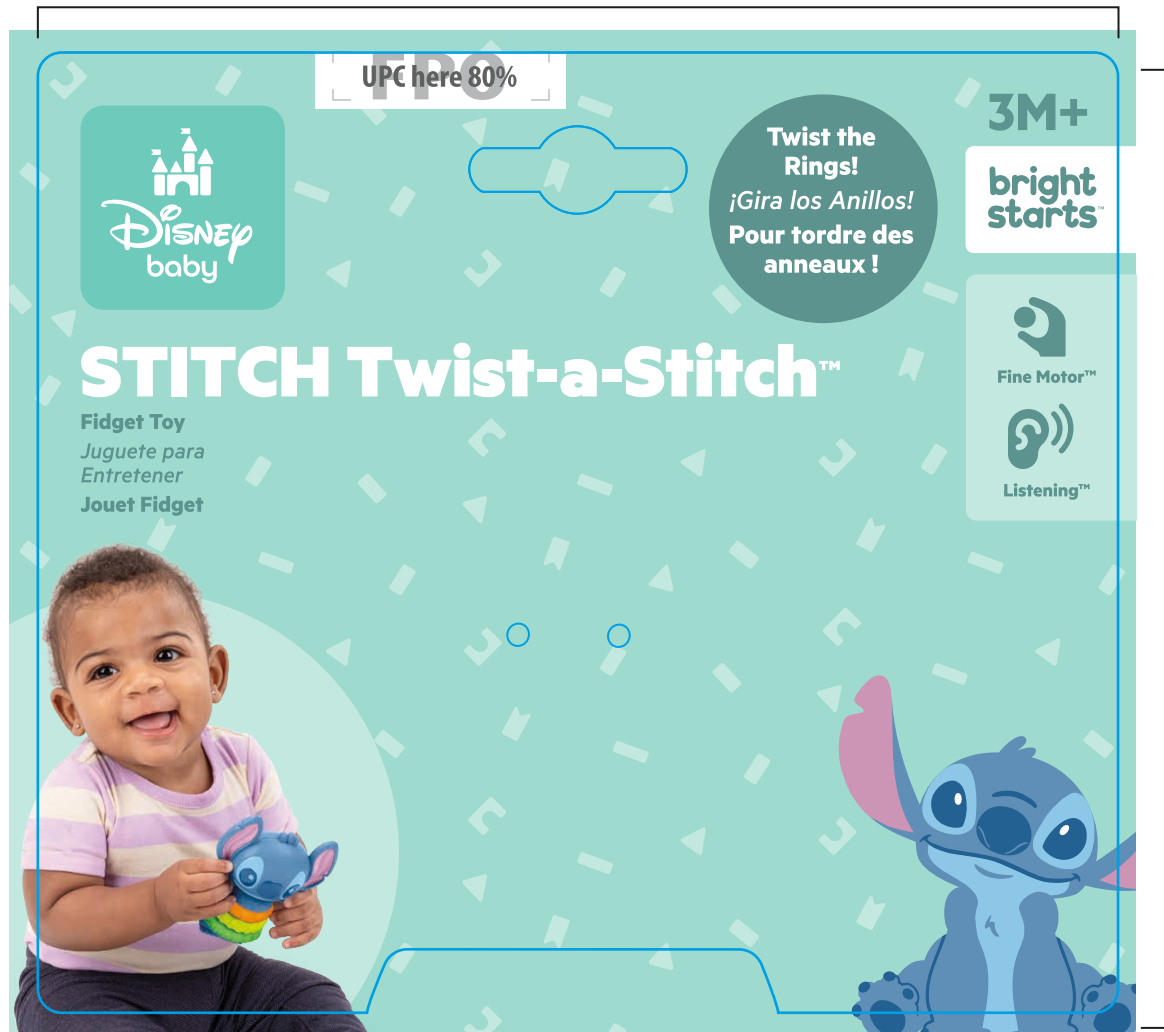 FPO
UPC here 80%
Disney
baby
Twist the
Rings!
¡Gira los Anillos!
Pour tordre des
anneaux !
3M+
bright
starts™
STITCH Twist-a-Stitch™
Fidget Toy
Juguete para
Entretener
Jouet Fidget
Fine Motor™
Listening™